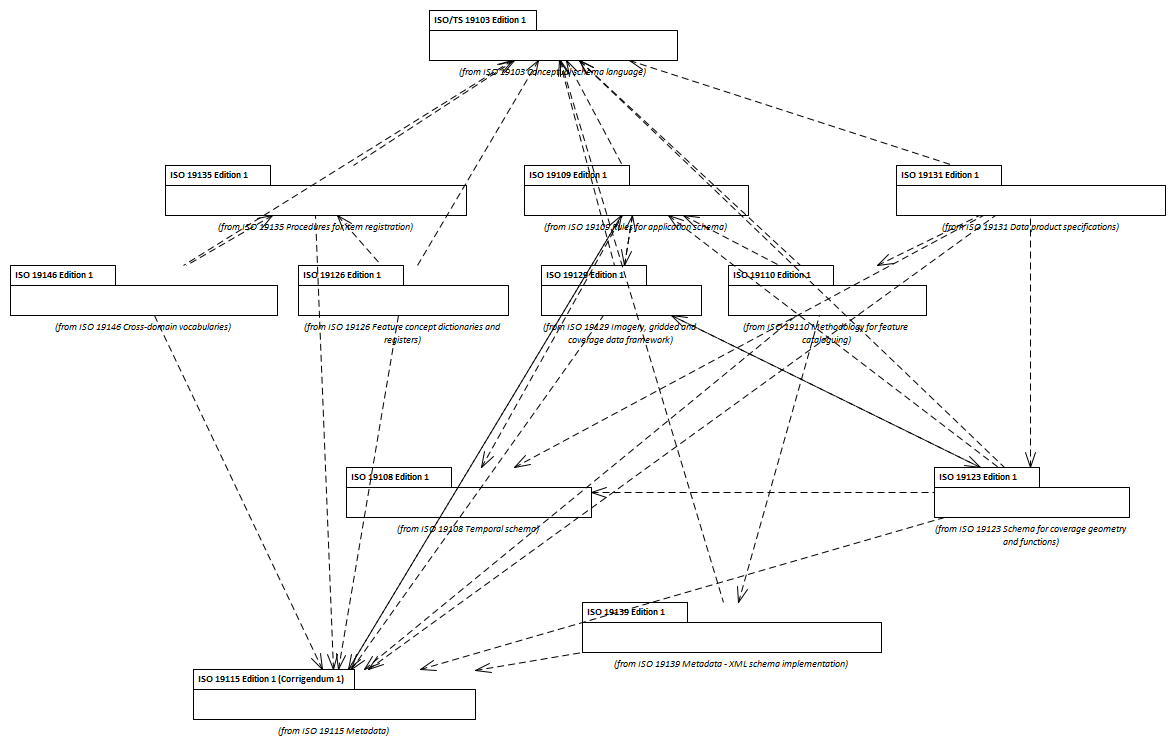 ISO/TS 19103 Edition 1
(from ISO 19103 Conceptual schema language)
ISO 19135 Edition 1
(from ISO 19135 Procedures for item registration)
ISO 19109 Edition 1
(from ISO 19109 Rules for application schema)
ISO 19131 Edition 1
(from ISO 19131 Data product specifications)
ISO 19146 Edition 1
(from ISO 19146 Cross-domain vocabularies)
ISO 19126 Edition 1
(from ISO 19126 Feature concept dictionaries and
registers)
ISO 19129 Edition 1
(from ISO 19129 Imagery, gridded and
coverage data framework)
ISO 19110 Edition 1
(from ISO 19110 Methodology for feature
cataloguing)
ISO 19108 Edition 1
(from ISO 19108 Temporal schema)
ISO 19123 Edition 1
(from ISO 19123 Schema for coverage geometry
and functions)
ISO 19139 Edition 1
(from ISO 19139 Metadata - XML schema implementation)
ISO 19115 Edition 1 (Corrigendum 1)
(from ISO 19115 Metadata)